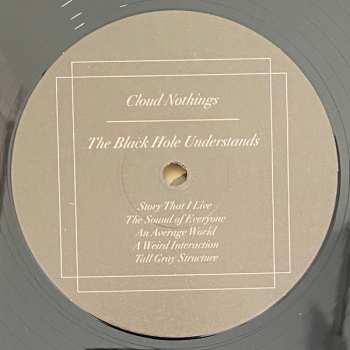 Cloud Nothings
The Black Hole Understands
Story That I Live
The Sound of Everyone
An Average World
A Weird Interaction
Tall Gray Structure